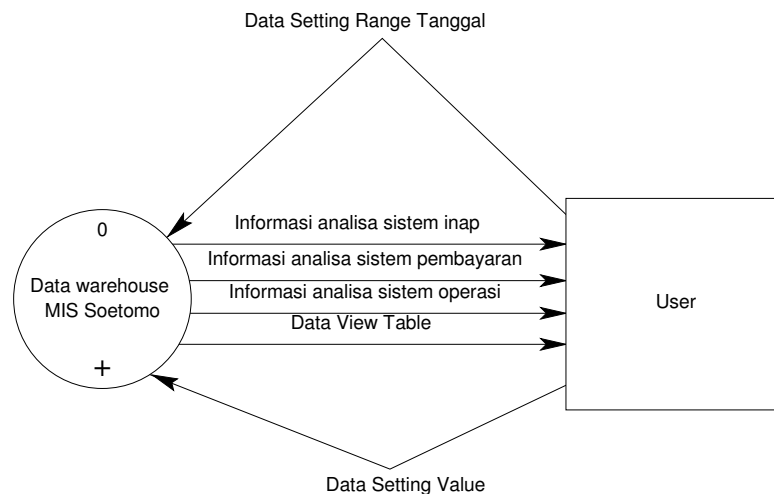 Data Setting Range Tanggal
0
Data warehouse
MIS Soetomo
+
Informasi analisa sistem inap
Informasi analisa sistem pembayaran
Informasi analisa sistem operasi
Data View Table
User
Data Setting Value